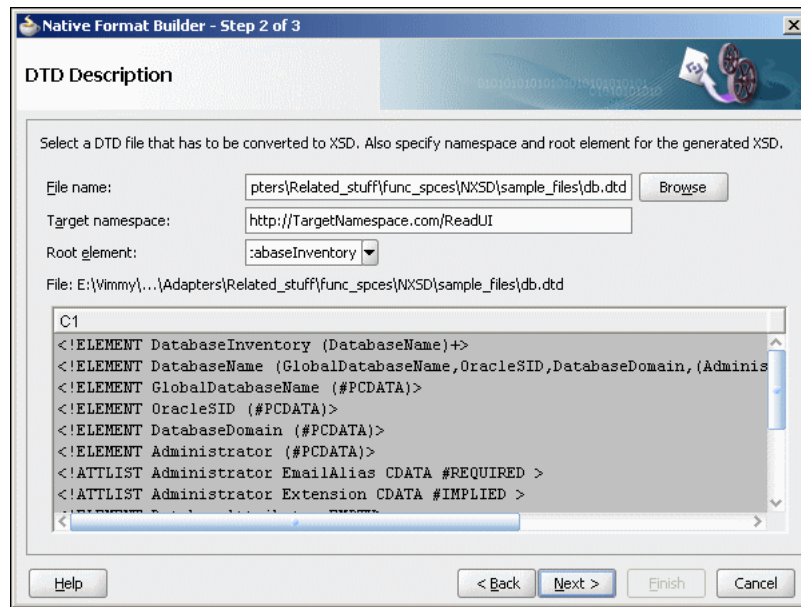 Native Format Builder - Step 2 of 3
DTD Description
Select a DTD file that has to be converted to XSD. Also specify namespace and root element for the generated XSD.
File name: pters\Related_stuff\func_spces\NXSD\sample_files\db.dtd Browse
Target namespace: http://TargetNamespace.com/ReadUI
Root element: :abaseInventory
File: E:\Vimmy\...\Adapters\Related_stuff\func_spces\NXSD\sample_files\db.dtd
C1
<!ELEMENT DatabaseInventory (DatabaseName)+>
<!ELEMENT DatabaseName (GlobalDatabaseName,OracleSID,DatabaseDomain,(Adminis
<!ELEMENT GlobalDatabaseName (#PCDATA)>
<!ELEMENT OracleSID (#PCDATA)>
<!ELEMENT DatabaseDomain (#PCDATA)>
<!ELEMENT Administrator (#PCDATA)>
<!ATTLIST Administrator EmailAlias CDATA #REQUIRED >
<!ATTLIST Administrator Extension CDATA #IMPLIED >
Help < Back Next > Finish Cancel